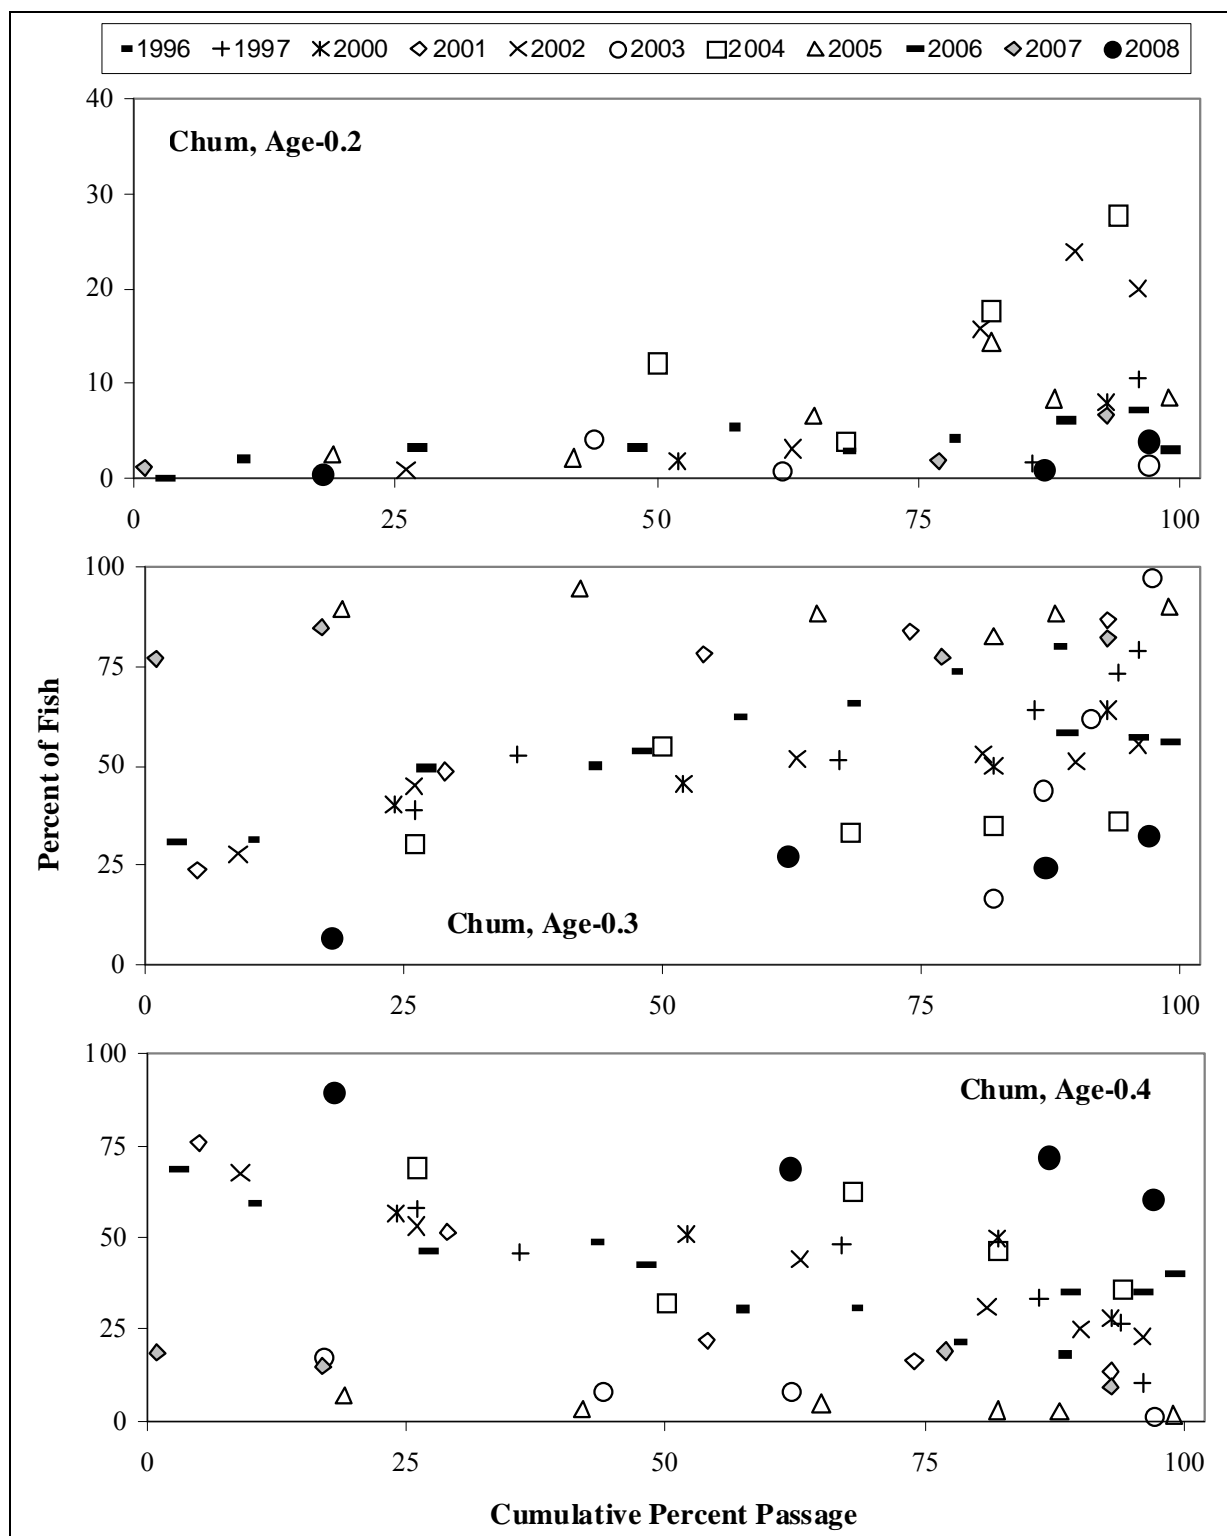 1996 1997 2000 2001 2002 2003 2004 2005 2006 2007 2008
40
Chum, Age-0.2
30
20
10
0
0 25 50 75 100
100
75
50
25
Chum, Age-0.3
0
0 25 50 75 100
Percent of Fish
100
Chum, Age-0.4
75
50
25
0
0 25 50 75 100
Cumulative Percent Passage